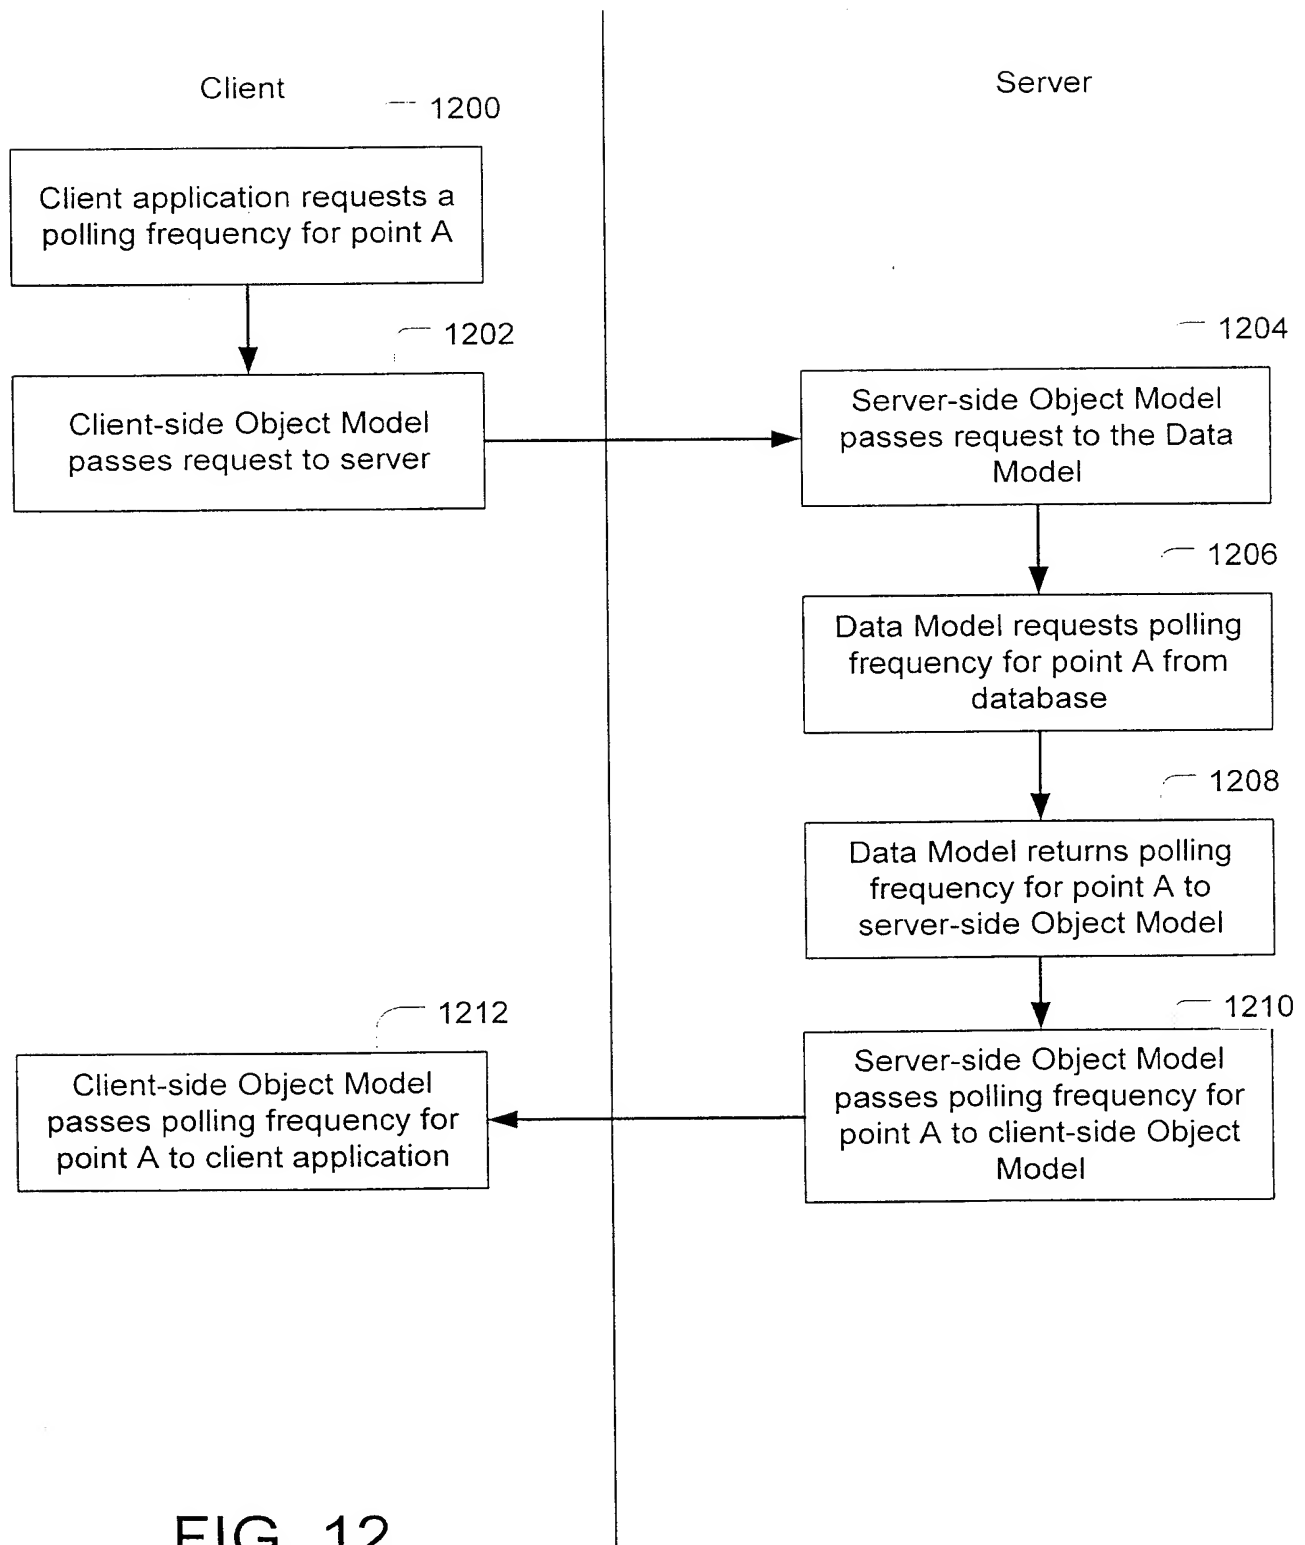 Client
Server
1200
Client application requests a
polling frequency for point A
1202
Client-side Object Model
passes request to server
1204
Server-side Object Model
passes request to the Data
Model
1206
Data Model requests polling
frequency for point A from
database
1208
Data Model returns polling
frequency for point A to
server-side Object Model
1210
Server-side Object Model
passes polling frequency for
point A to client-side Object
Model
1212
Client-side Object Model
passes polling frequency for
point A to client application
FIG. 12